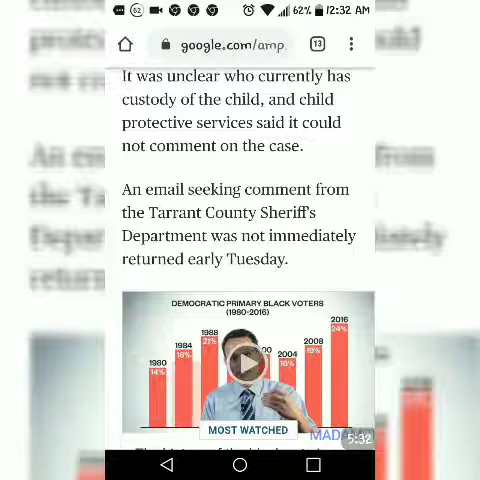 62 62% 12:32 AM
google.com/amp. 13
It was unclear who currently has
custody of the child, and child
protective services said it could
not comment on the case.
An email seeking comment from
the Tarrant County Sheriff's
Department was not immediately
returned early Tuesday.
DEMOCRATIC PRIMARY BLACK VOTERS
(1980-2016)
1980 1984 1988 00 2004 2008 2016
14% 18% 21% 16% 19% 24%
MOST WATCHED
MADAM 5:32